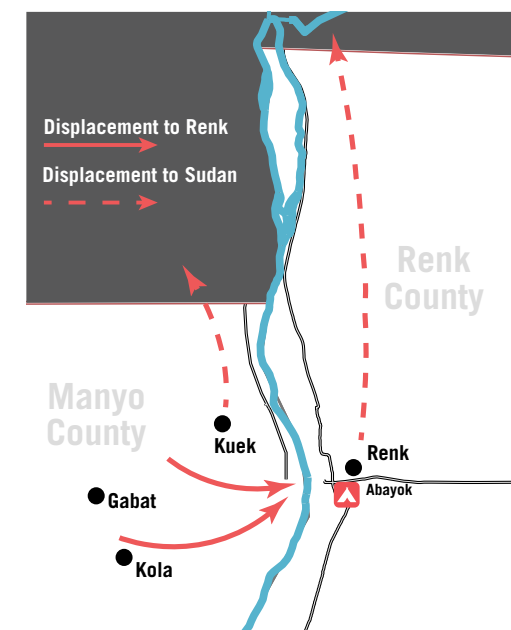 Displacement to Renk
Displacement to Sudan
Renk
County
Manyo
County
Kuek
Renk
Abayok
Gabat
Kola